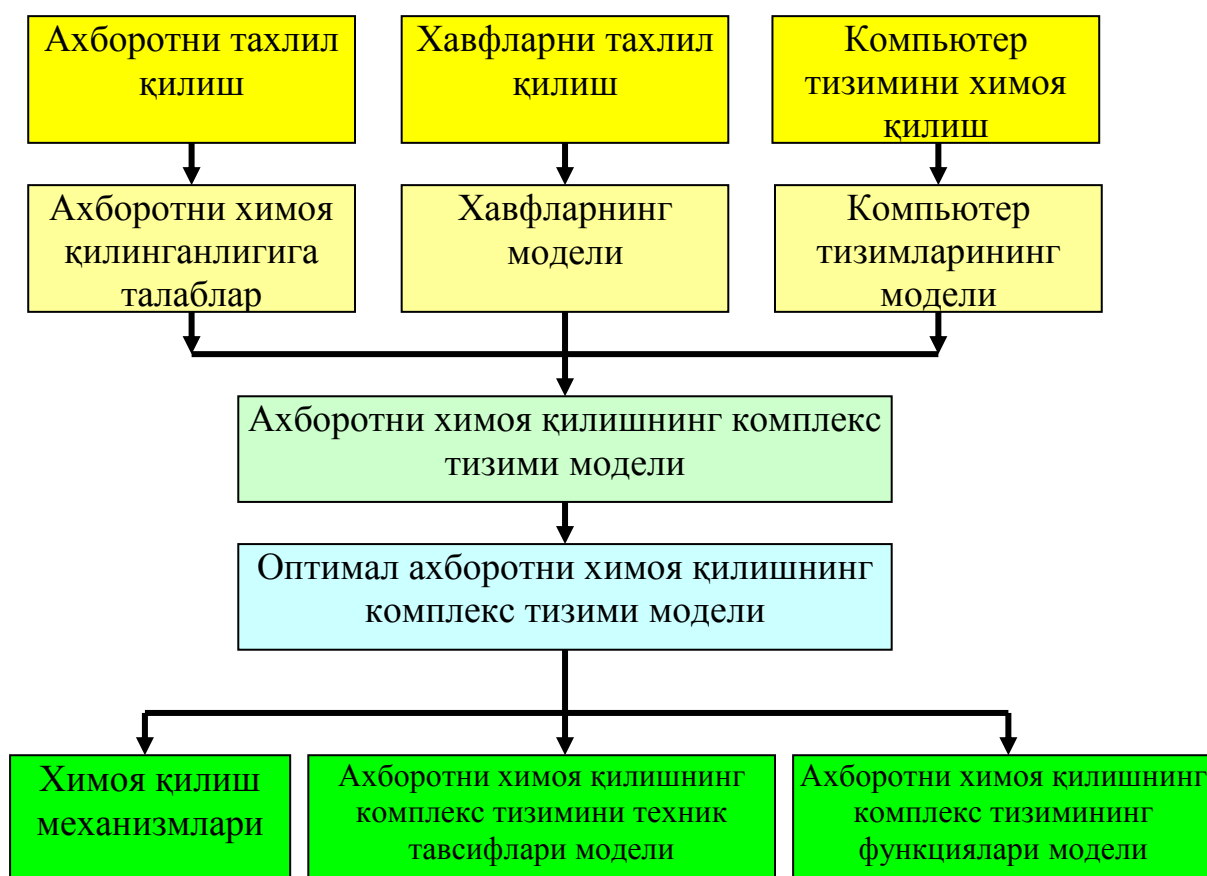 Ахборотни тахлил
қилиш
Хавфларни тахлил
қилиш
Компьютер
тизимини химоя
қилиш
Ахборотни химоя
қилинганлигига
талаблар
Хавфларнинг
модели
Компьютер
тизимларининг
модели
Ахборотни химоя қилишнинг комплекс
тизими модели
Оптимал ахборотни химоя қилишнинг
комплекс тизими модели
Химоя қилиш
механизмлари
Ахборотни химоя қилишнинг
комплекс тизимини техник
тавсифлари модели
Ахборотни химоя қилишнинг
комплекс тизимининг
функциялари модели